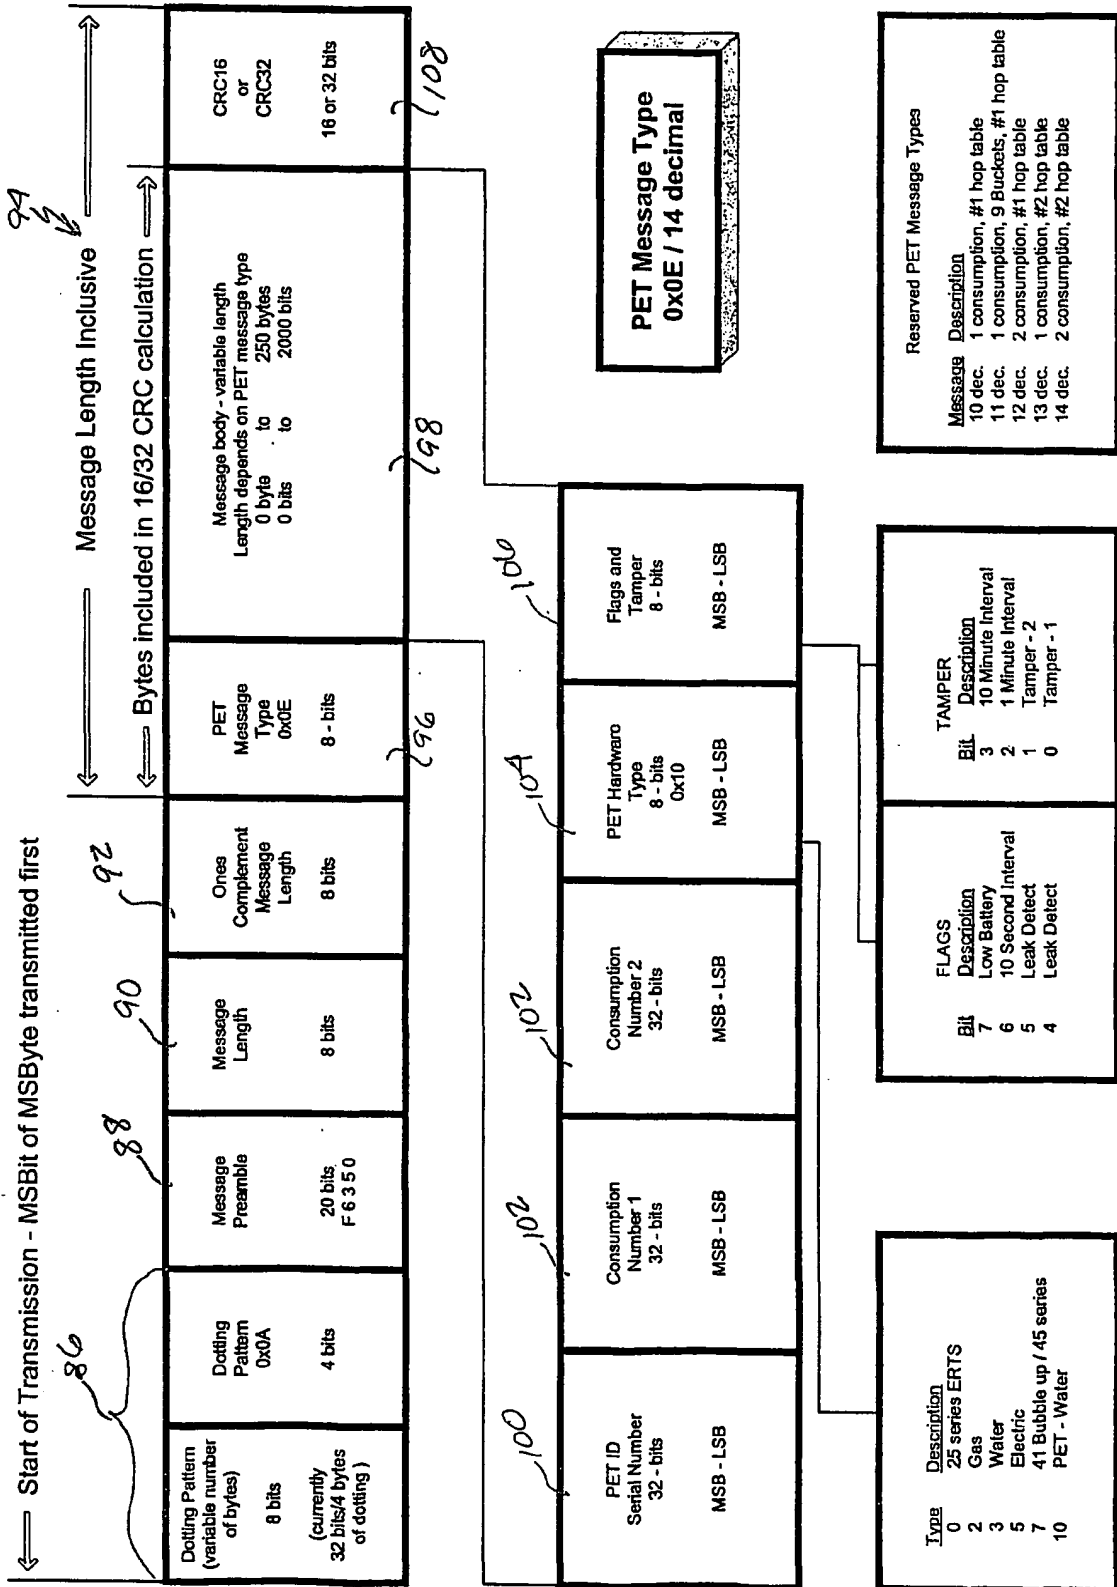 Start of Transmission - MSBit of MSByte transmitted first
94
Message Length Inclusive
Bytes included in 16/32 CRC calculation
86
88
90
92
Dotting Pattern
(variable number
of bytes)
8 bits
(currently
32 bits/4 bytes
of dotting )
Dotting
Pattern
0x0A
4 bits
Message
Preamble
20 bits
F 6 3 5 0
Message
Length
8 bits
Ones
Complement
Message
Length
8 bits
PET
Message
Type
0x0E
8 - bits
Message body - variable length
Length depends on PET message type
0 byte to 250 bytes
0 bits to 2000 bits
CRC16
or
CRC32
16 or 32 bits
96
98
108
100
102
102
104
106
PET ID
Serial Number
32 - bits
MSB - LSB
Consumption
Number 1
32 - bits
MSB - LSB
Consumption
Number 2
32 - bits
MSB - LSB
PET Hardware
Type
8 - bits
0x10
MSB - LSB
Flags and
Tamper
8 - bits
MSB - LSB
PET Message Type
0x0E / 14 decimal
Type Description
0 25 series ERTS
2 Gas
3 Water
5 Electric
7 41 Bubble up / 45 series
10 PET - Water
FLAGS
Bit Description
7 Low Battery
6 10 Second Interval
5 Leak Detect
4 Leak Detect
TAMPER
Bit Description
3 10 Minute Interval
2 1 Minute Interval
1 Tamper - 2
0 Tamper - 1
Reserved PET Message Types
Message Description
10 dec. 1 consumption, #1 hop table
11 dec. 1 consumption, 9 Buckets, #1 hop table
12 dec. 2 consumption, #1 hop table
13 dec. 1 consumption, #2 hop table
14 dec. 2 consumption, #2 hop table